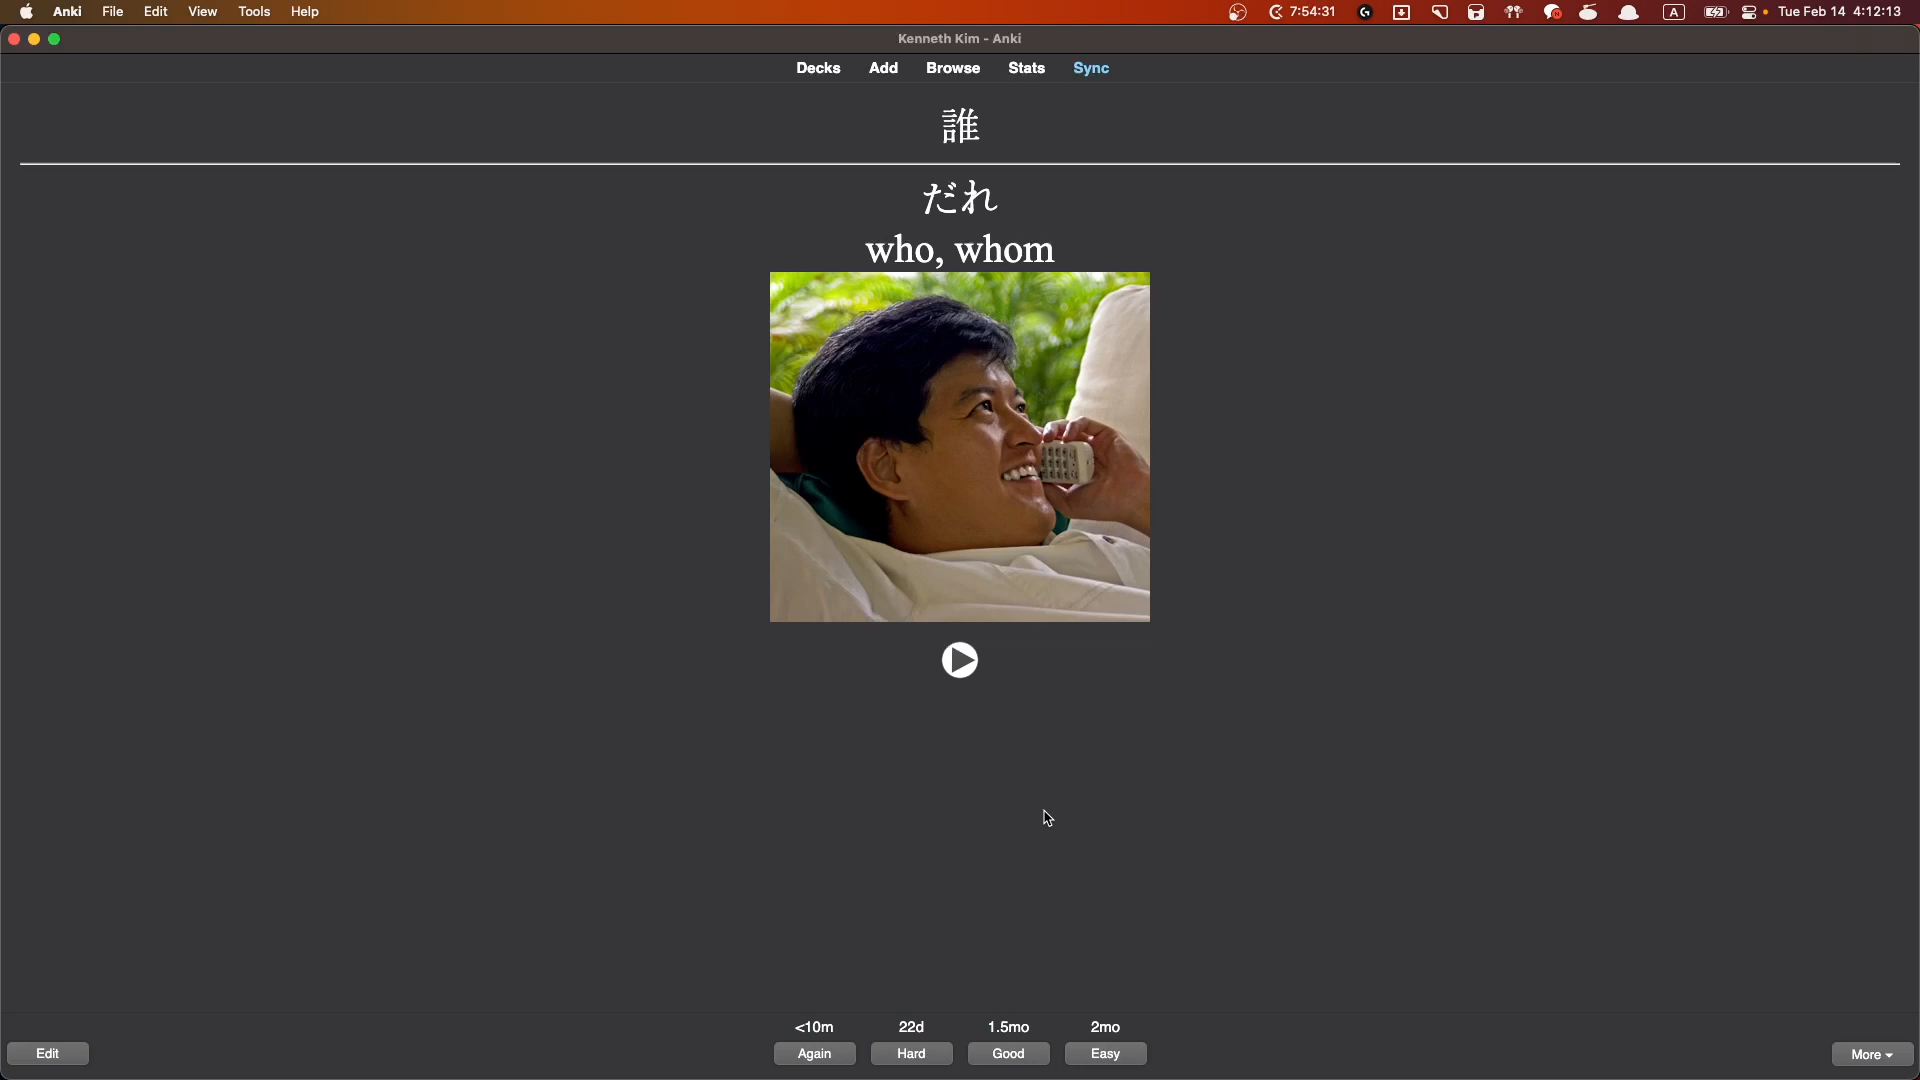 Anki File Edit View Tools Help 7:54:31 A Tue Feb 14 4:12:13
Kenneth Kim - Anki
Decks Add Browse Stats Sync
誰
だれ
who, whom
<10m 22d 1.5mo 2mo
Edit Again Hard Good Easy More